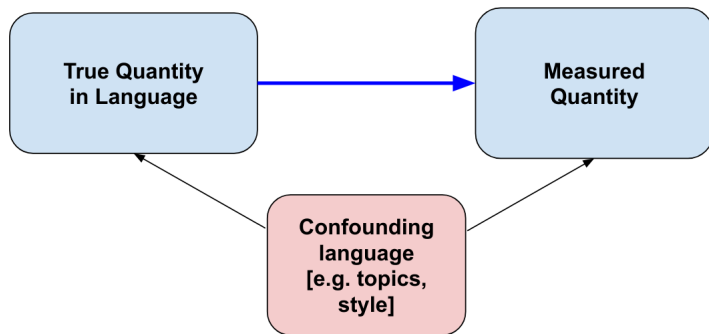 True Quantity
in Language
Measured
Quantity
Confounding
language
[e.g. topics,
style]